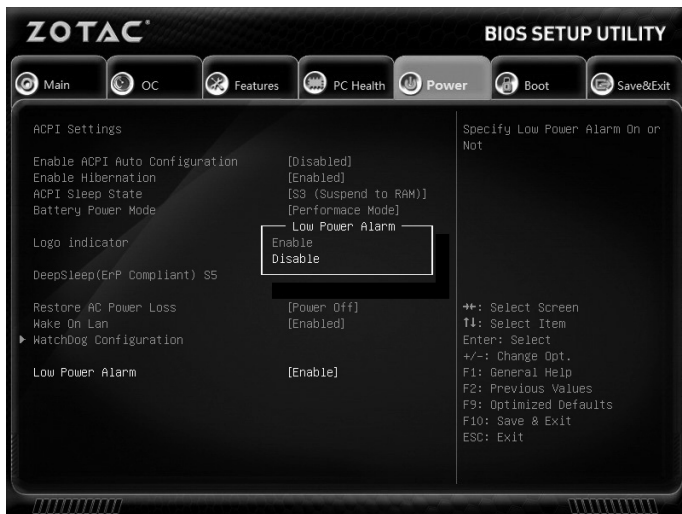 ZOTAC
BIOS SETUP UTILITY
Main OC Features PC Health Power Boot Save&Exit
ACPI Settings
Enable ACPI Auto Configuration [Disabled]
Enable Hibernation [Enabled]
ACPI Sleep State [S3 (Suspend to RAM)]
Battery Power Mode [Performace Mode]
Low Power Alarm
Enable
Disable
Logo indicator
DeepSleep(ErP Compliant) S5
Restore AC Power Loss [Power Off]
Wake On Lan [Enabled]
WatchDog Configuration
Low Power Alarm [Enable]
Specify Low Power Alarm On or
Not
→←: Select Screen
↑↓: Select Item
Enter: Select
+/-: Change Opt.
F1: General Help
F2: Previous Values
F9: Optimized Defaults
F10: Save & Exit
ESC: Exit